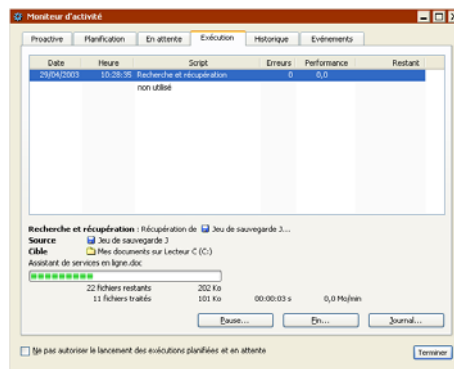 Moniteur d'activité
Proactive Planification En attente Exécution Historique Evénements
Date Heure Script Erreurs Performance Restant
29/04/2003 10:28:35 Recherche et récupération 0 0,0
non utilisé
Recherche et récupération : Récupération de Jeu de sauvegarde J...
Source Jeu de sauvegarde J
Cible Mes documents sur Lecteur C (C:)
Assistant de services en ligne.doc
22 fichiers restants 202 Ko
11 fichiers traités 101 Ko 00:00:03 s 0,0 Mo/min
Pause... Fin... Journal...
Ne pas autoriser le lancement des exécutions planifiées et en attente Terminer